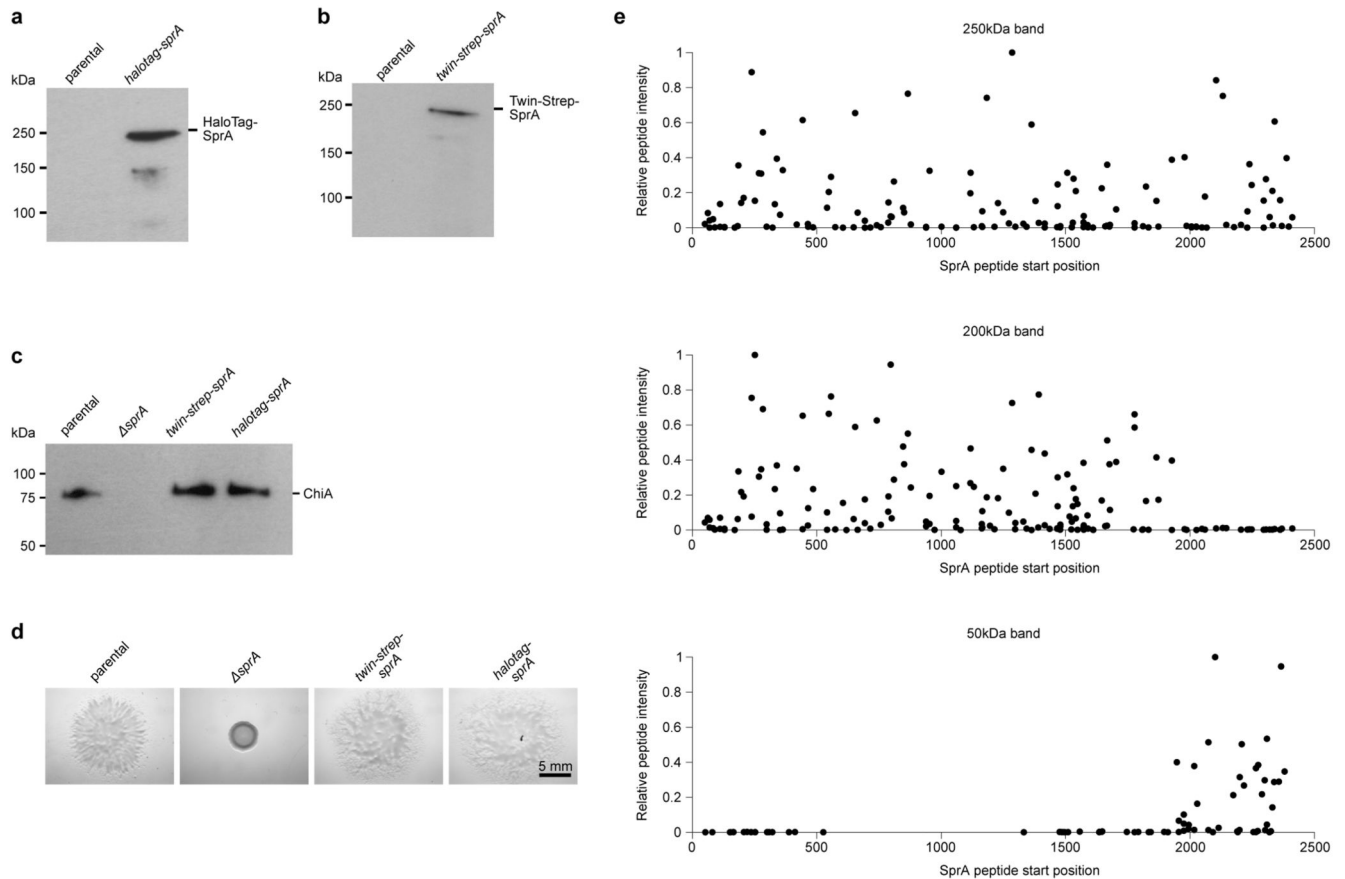 a
parental
halotag-sprA
kDa
250
150
100
HaloTag-
SprA
b
parental
twin-strep-sprA
kDa
250
150
100
Twin-Strep-
SprA
c
parental
ΔsprA
twin-strep-sprA
halotag-sprA
kDa
100
75
50
ChiA
d
parental
ΔsprA
twin-strep-
sprA
halotag-
sprA
5 mm
e
250kDa band
Relative peptide intensity
1
0.8
0.6
0.4
0.2
0
0
500
1000
1500
2000
2500
SprA peptide start position
200kDa band
Relative peptide intensity
1
0.8
0.6
0.4
0.2
0
0
500
1000
1500
2000
2500
SprA peptide start position
50kDa band
Relative peptide intensity
1
0.8
0.6
0.4
0.2
0
0
500
1000
1500
2000
2500
SprA peptide start position